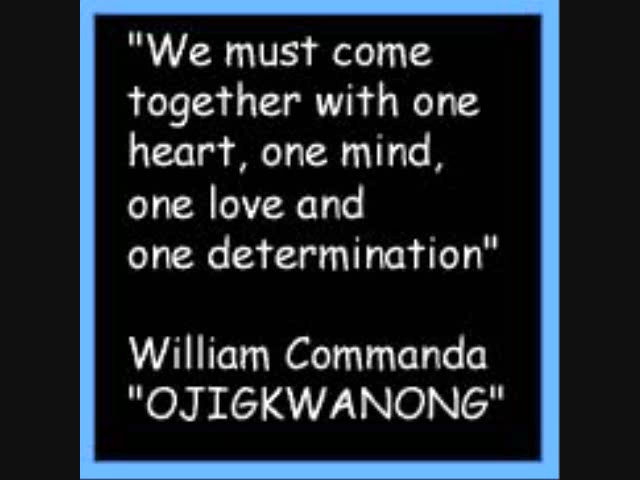 "We must come
together with one
heart, one mind,
one love and
one determination"
William Commanda
"OJIGKWANONG"